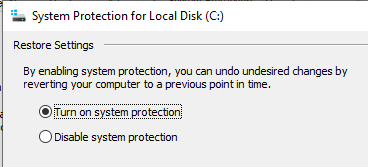 System Protection for Local Disk (C:)
Restore Settings
By enabling system protection, you can undo undesired changes by
reverting your computer to a previous point in time.
Turn on system protection
Disable system protection